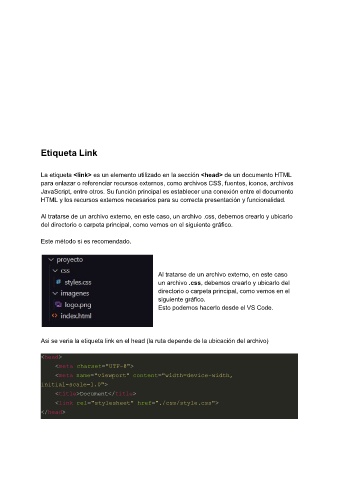 Etiqueta Link
La etiqueta <link> es un elemento utilizado en la sección <head> de un documento HTML
para enlazar o referenciar recursos externos, como archivos CSS, fuentes, iconos, archivos
JavaScript, entre otros. Su función principal es establecer una conexión entre el documento
HTML y los recursos externos necesarios para su correcta presentación y funcionalidad.
Al tratarse de un archivo externo, en este caso, un archivo .css, debemos crearlo y ubicarlo
del directorio o carpeta principal, como vemos en el siguiente gráfico.
Este método si es recomendado.
proyecto
css
# styles.css
imagenes
logo.png
<> index.html
Al tratarse de un archivo externo, en este caso
un archivo .css, debemos crearlo y ubicarlo del
directorio o carpeta principal, como vemos en el
siguiente gráfico.
Esto podemos hacerlo desde el VS Code.
Asi se veria la etiqueta link en el head (la ruta depende de la ubicación del archivo)
<head>
<meta charset="UTF-8">
<meta name="viewport" content="width=device-width,
initial-scale=1.0">
<title>Document</title>
<link rel="stylesheet" href="./css/style.css">
</head>